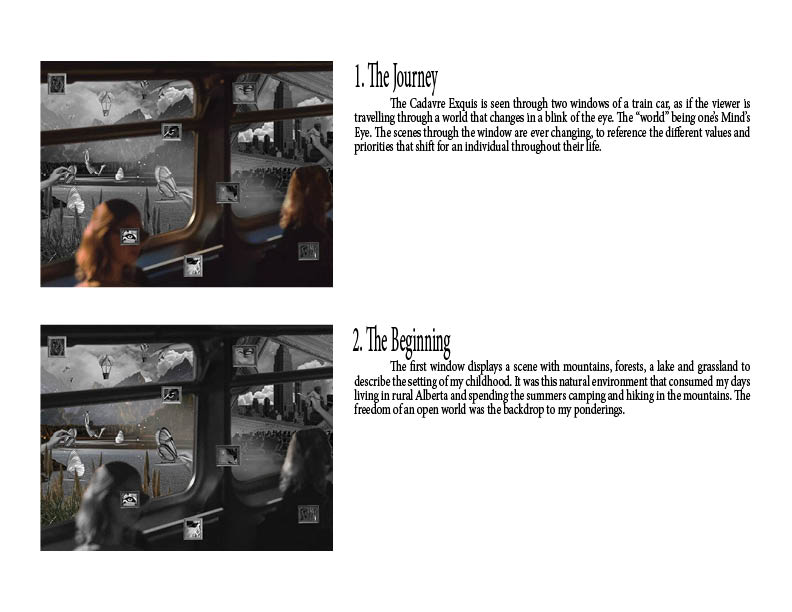 1. The Journey
The Cadavre Exquis is seen through two windows of a train car, as if the viewer is
travelling through a world that changes in a blink of the eye. The “world” being one’s Mind’s
Eye. The scenes through the window are ever changing, to reference the different values and
priorities that shift for an individual throughout their life.
2. The Beginning
The first window displays a scene with mountains, forests, a lake and grassland to
describe the setting of my childhood. It was this natural environment that consumed my days
living in rural Alberta and spending the summers camping and hiking in the mountains. The
freedom of an open world was the backdrop to my ponderings.